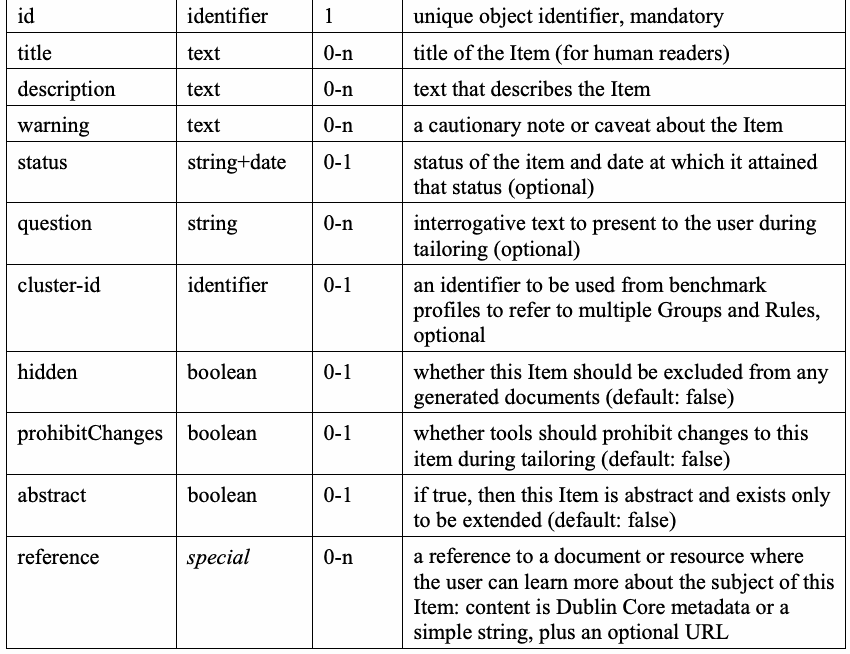 id identifier 1 unique object identifier, mandatory
title text 0-n title of the Item (for human readers)
description text 0-n text that describes the Item
warning text 0-n a cautionary note or caveat about the Item
status string+date 0-1 status of the item and date at which it attained
that status (optional)
question string 0-n interrogative text to present to the user during
tailoring (optional)
cluster-id identifier 0-1 an identifier to be used from benchmark
profiles to refer to multiple Groups and Rules,
optional
hidden boolean 0-1 whether this Item should be excluded from any
generated documents (default: false)
prohibitChanges boolean 0-1 whether tools should prohibit changes to this
item during tailoring (default: false)
abstract boolean 0-1 if true, then this Item is abstract and exists only
to be extended (default: false)
reference special 0-n a reference to a document or resource where
the user can learn more about the subject of this
Item: content is Dublin Core metadata or a
simple string, plus an optional URL